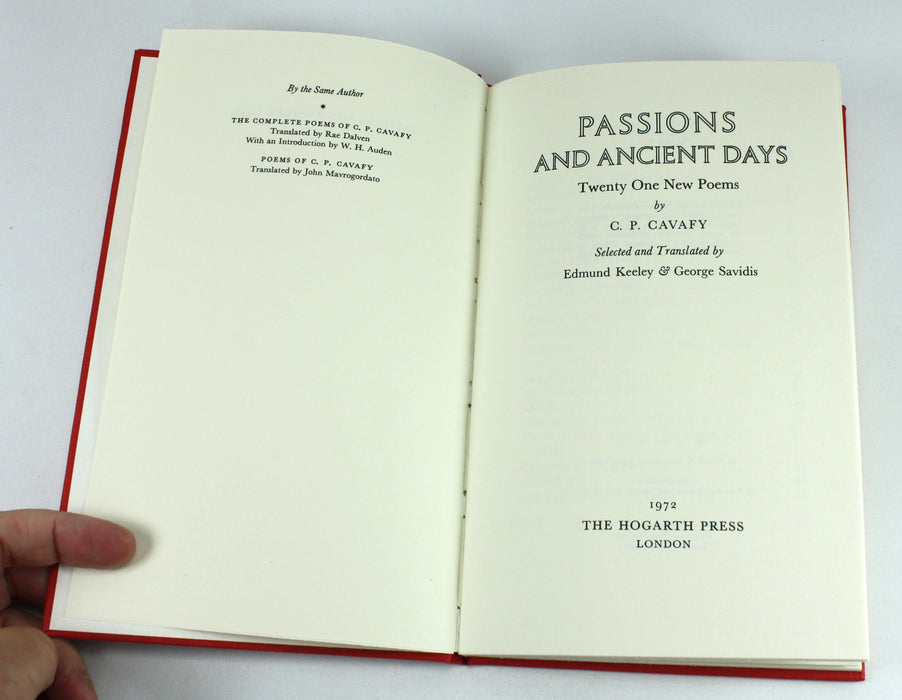 By the Same Author
THE COMPLETE POEMS OF C. P. CAVAFY
Translated by Rae Dalven
With an Introduction by W. H. Auden
POEMS OF C. P. CAVAFY
Translated by John Mavrogordato
PASSIONS
AND ANCIENT DAYS
Twenty One New Poems
by
C. P. CAVAFY
Selected and Translated by
Edmund Keeley & George Savidis
1972
THE HOGARTH PRESS
LONDON